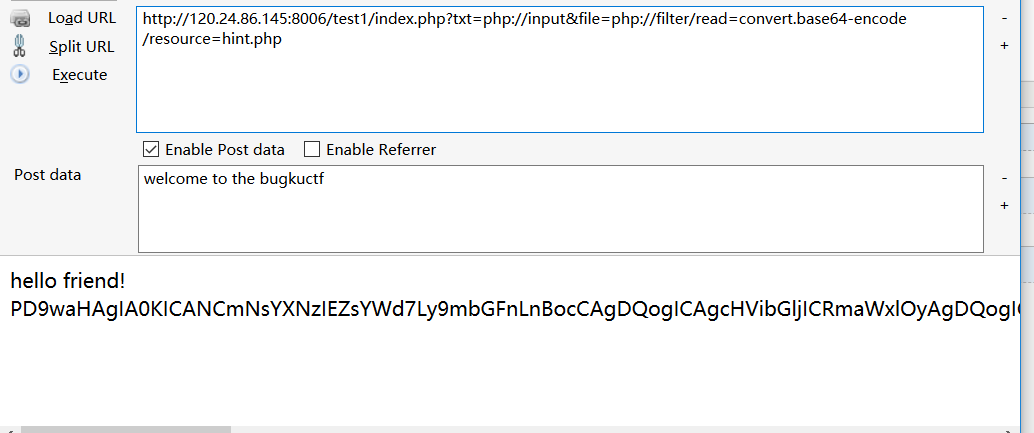 Load URL
http://120.24.86.145:8006/test1/index.php?txt=php://input&file=php://filter/read=convert.base64-encode
/resource=hint.php
-
Split URL
+
Execute
Enable Post data
Enable Referrer
Post data
welcome to the bugkuctf
-
+
hello friend!
PD9waHAgIA0KICANCmNsYXNzIEZsYWd7Ly9mbGFnLnBocCAgDQogICAgcHVibGljICRmaWxlOyAgDQogIC